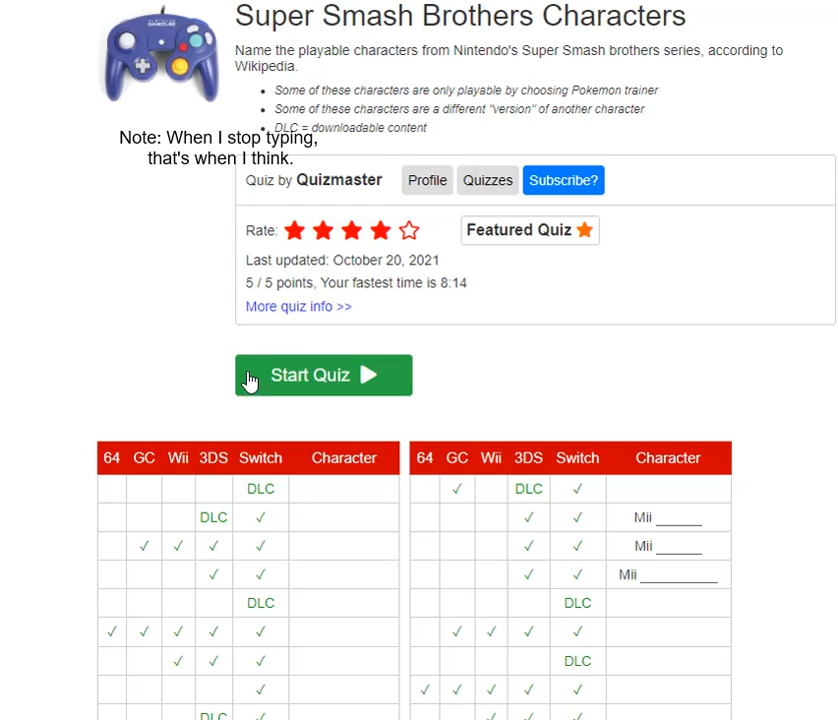 Super Smash Brothers Characters
Name the playable characters from Nintendo's Super Smash brothers series, according to
Wikipedia.
• Some of these characters are only playable by choosing Pokemon trainer
• Some of these characters are a different "version" of another character
• DLC = downloadable content
Note: When I stop typing,
that's when I think.
Quiz by Quizmaster Profile Quizzes Subscribe?
Rate: Featured Quiz
Last updated: October 20, 2021
5 / 5 points, Your fastest time is 8:14
More quiz info >>
Start Quiz
64 GC Wii 3DS Switch Character 64 GC Wii 3DS Switch Character
DLC ✓ DLC ✓
DLC ✓ ✓ ✓ Mii ______
✓ ✓ ✓ ✓ ✓ ✓ Mii ______
✓ ✓ ✓ ✓ Mii __________
DLC DLC
✓ ✓ ✓ ✓ ✓ ✓ ✓ ✓ ✓
✓ ✓ ✓ DLC
✓ ✓ ✓ ✓ ✓ ✓
DLC ✓ ✓ ✓ ✓